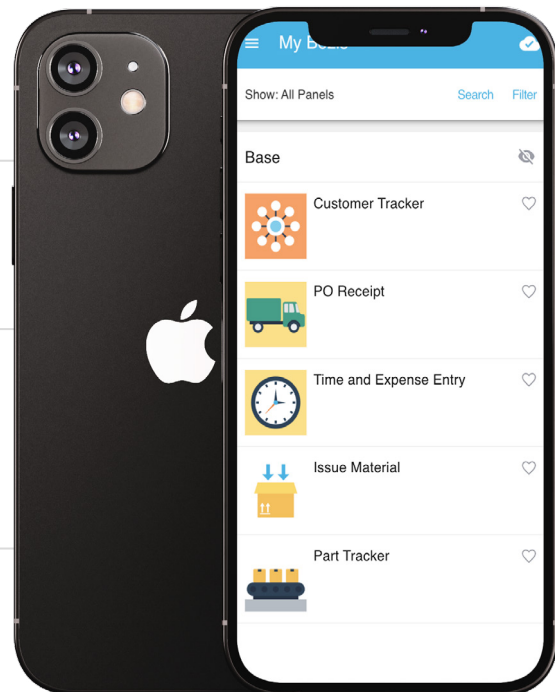 My
Show: All Panels Search Filter
Base
Customer Tracker
PO Receipt
Time and Expense Entry
Issue Material
Part Tracker